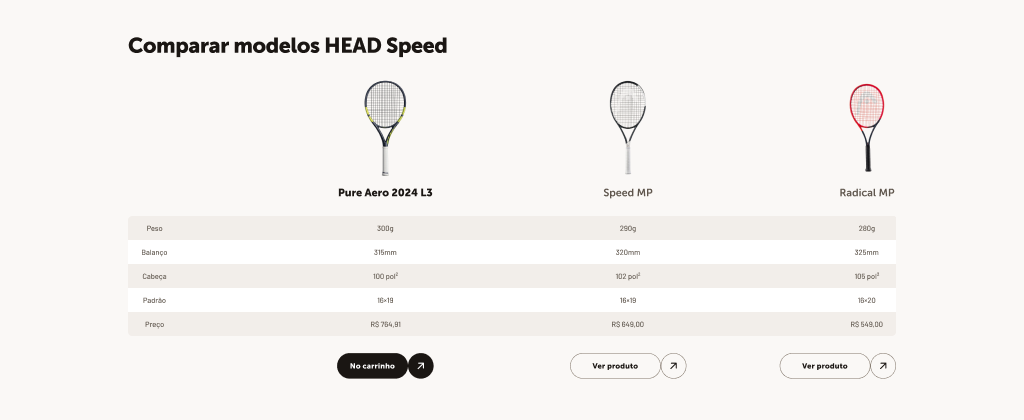 Comparar modelos HEAD Speed
Pure Aero 2024 L3 Speed MP Radical MP
Peso 300g 290g 280g
Balanço 315mm 320mm 325mm
Cabeça 100 pol² 102 pol² 105 pol²
Padrão 16×19 16×19 16×20
Preço R$ 764,91 R$ 649,00 R$ 549,00
No carrinho Ver produto Ver produto